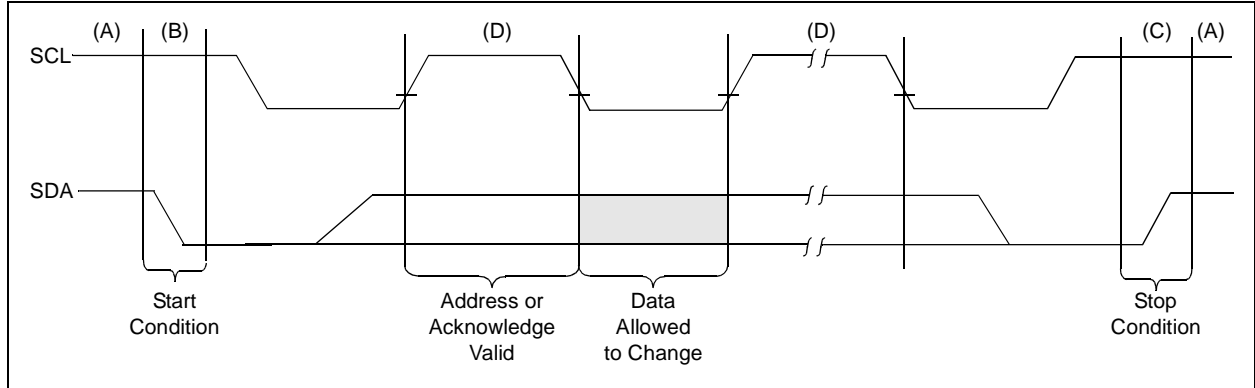 (A) (B) (D) (D) (C) (A)
SCL
SDA
Start
Condition
Address or
Acknowledge
Valid
Data
Allowed
to Change
Stop
Condition